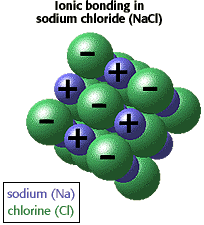 Ionic bonding in
sodium chloride (NaCl)
− + + − − + + − −
sodium (Na)
chlorine (Cl)